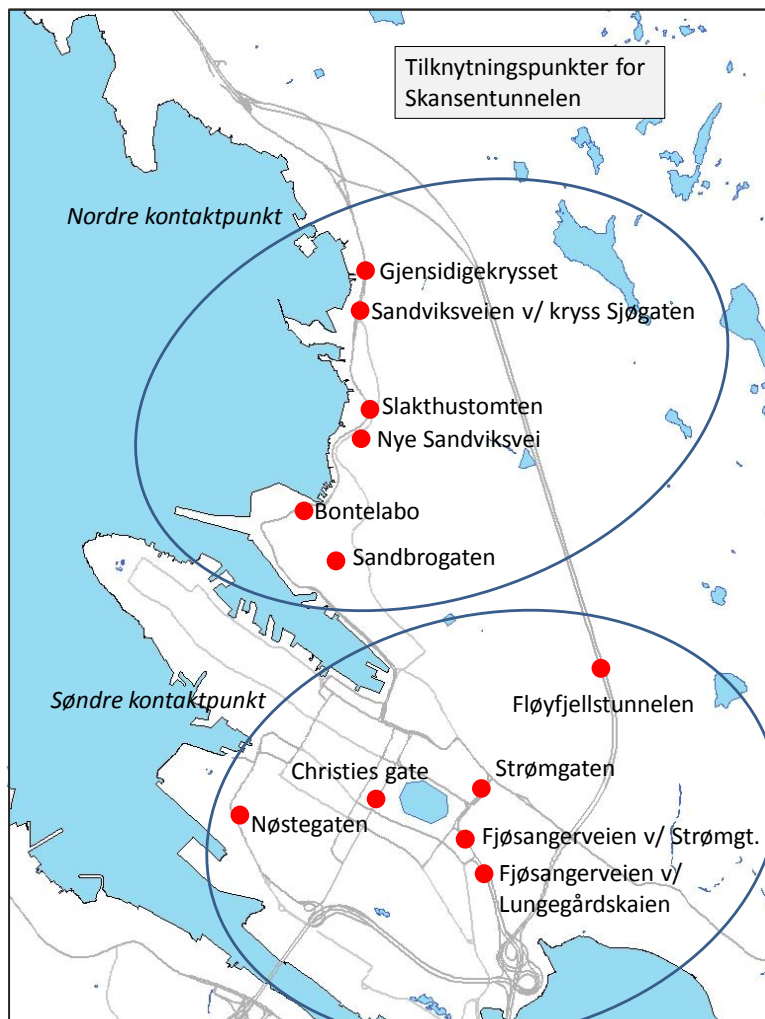 Tilknytningspunkter for
Skansentunnelen
Nordre kontaktpunkt
Gjensidigekrysset
Sandviksveien v/ kryss Sjøgaten
Slakthustomten
Nye Sandviksvei
Bontelabo
Sandbrogaten
Søndre kontaktpunkt
Fløyfjellstunnelen
Christies gate
Strømgaten
Nøstegaten
Fjøsangerveien v/ Strømgt.
Fjøsangerveien v/
Lungegårdskaien